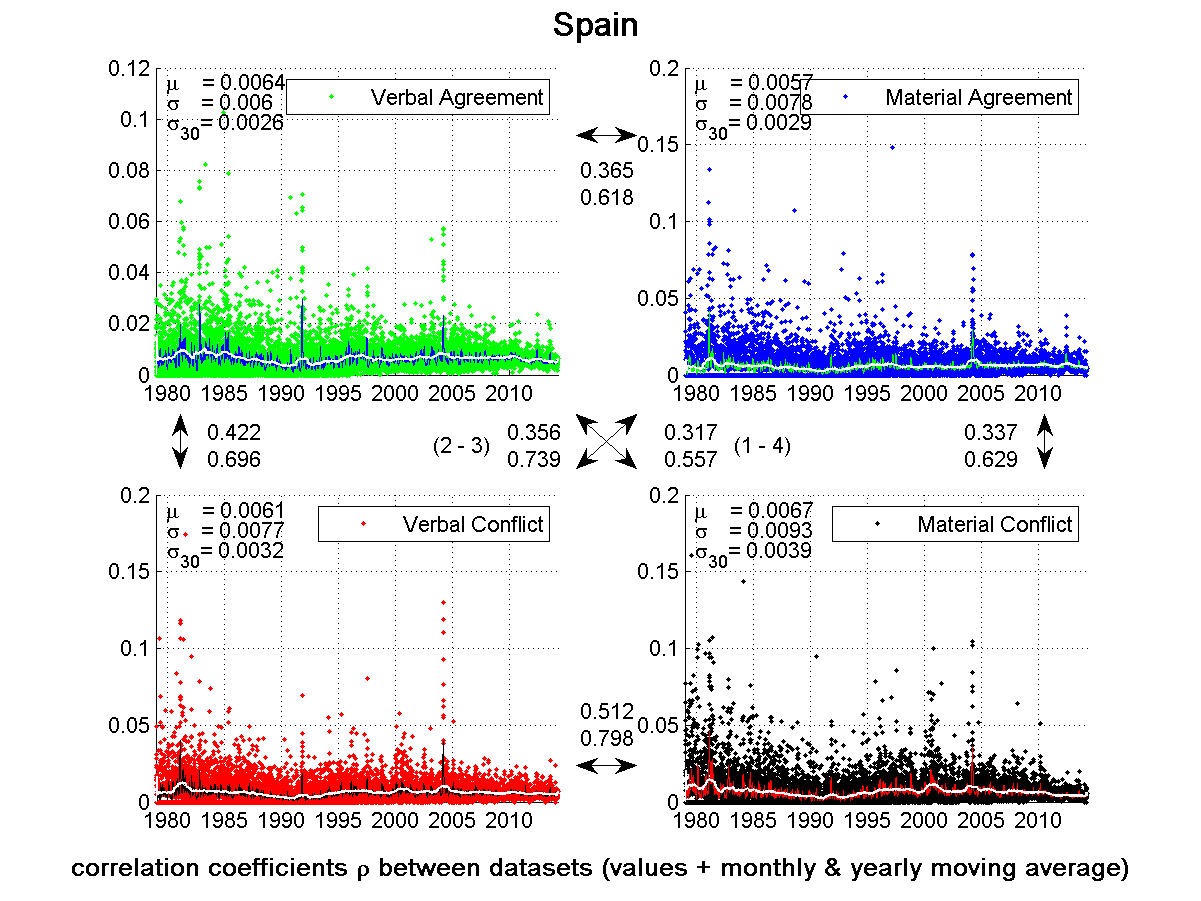 Spain
0.12
0.1
0.08
0.06
0.04
0.02
0
μ = 0.0064
σ = 0.006
σ30= 0.0026
Verbal Agreement
1980 1985 1990 1995 2000 2005 2010
0.365
0.618
0.2
0.15
0.1
0.05
0
μ = 0.0057
σ = 0.0078
σ30= 0.0029
Material Agreement
1980 1985 1990 1995 2000 2005 2010
0.422
0.696
(2 - 3)
0.356
0.739
0.317
0.557
(1 - 4)
0.337
0.629
0.2
0.15
0.1
0.05
0
μ = 0.0061
σ = 0.0077
σ30= 0.0032
Verbal Conflict
1980 1985 1990 1995 2000 2005 2010
0.512
0.798
0.2
0.15
0.1
0.05
0
μ = 0.0067
σ = 0.0093
σ30= 0.0039
Material Conflict
1980 1985 1990 1995 2000 2005 2010
correlation coefficients ρ between datasets (values + monthly & yearly moving average)